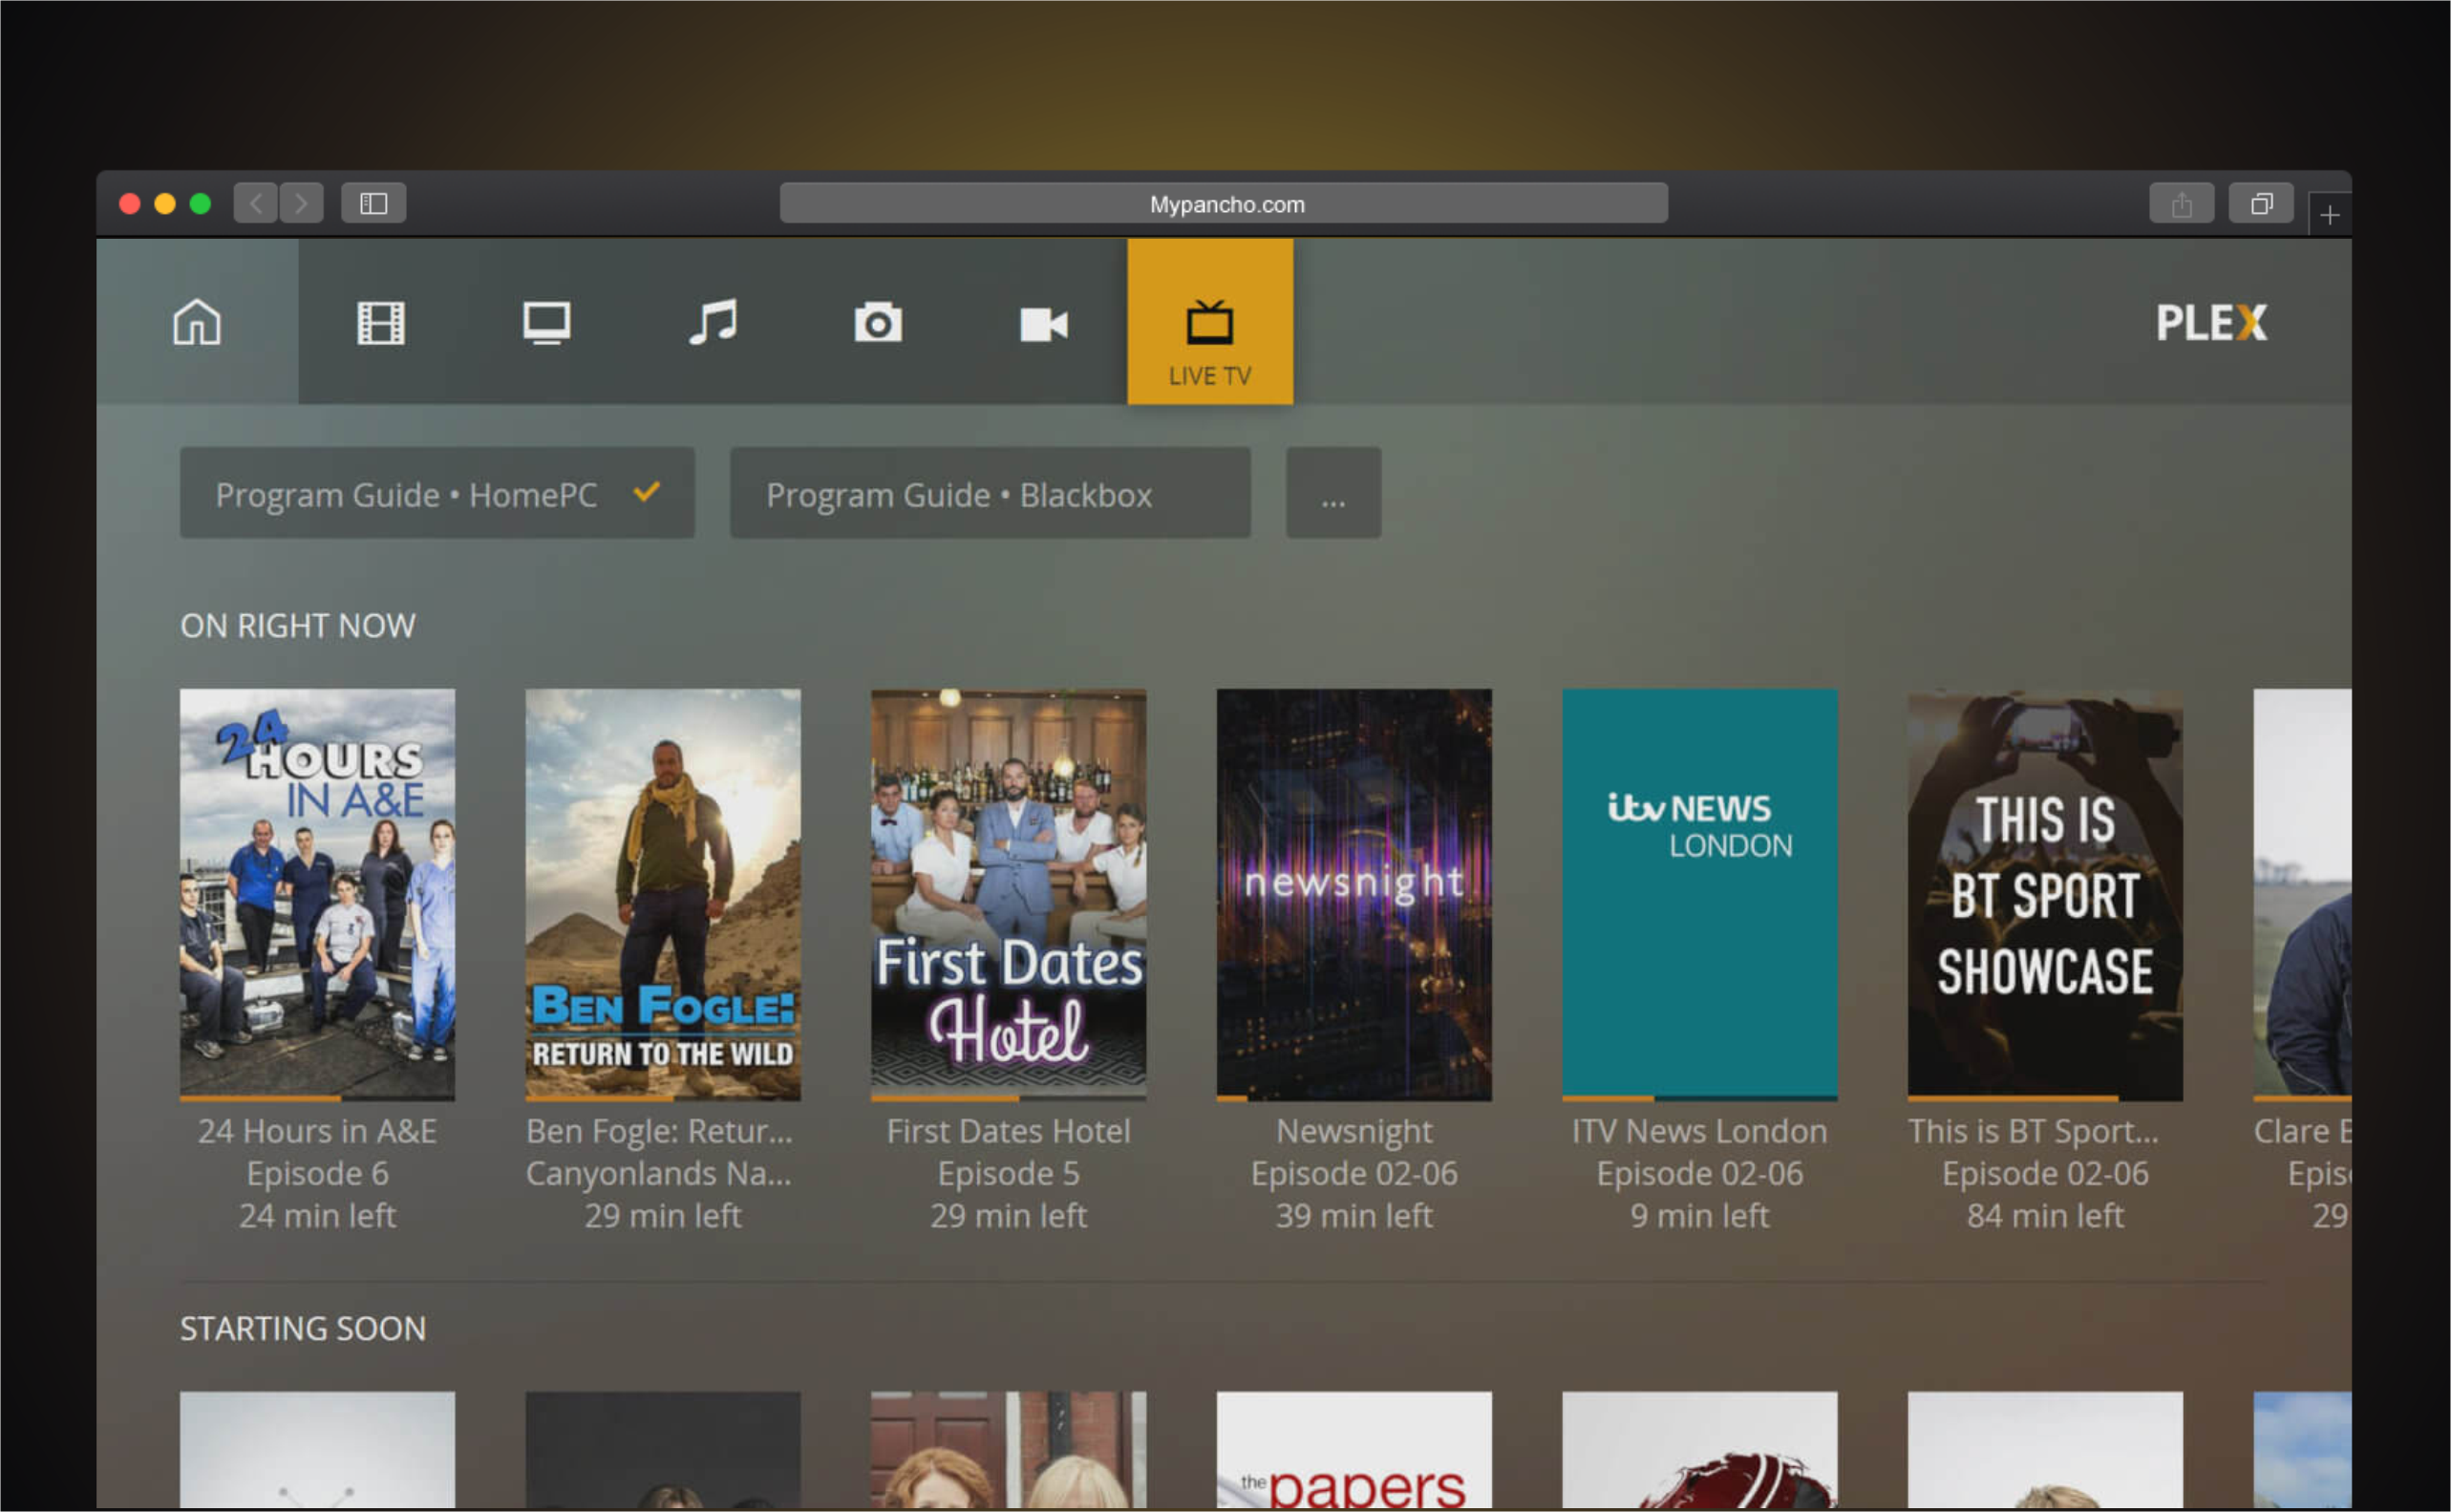 Mypancho.com
LIVE TV
PLEX
Program Guide • HomePC
Program Guide • Blackbox
...
ON RIGHT NOW
24
HOURS
IN A&E
BEN FOGLE:
RETURN TO THE WILD
First Dates
Hotel
newsnight
itv NEWS
LONDON
THIS IS
BT SPORT
SHOWCASE
24 Hours in A&E
Episode 6
24 min left
Ben Fogle: Retur...
Canyonlands Na...
29 min left
First Dates Hotel
Episode 5
29 min left
Newsnight
Episode 02-06
39 min left
ITV News London
Episode 02-06
9 min left
This is BT Sport...
Episode 02-06
84 min left
Clare
29
STARTING SOON
the papers